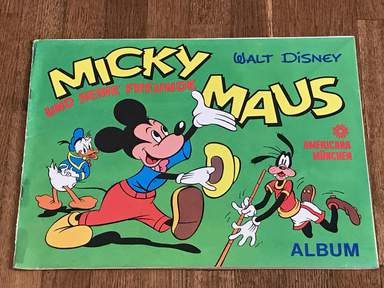 MICKY
UND SEINE FREUNDE
WALT DISNEY
MAUS
AMERICANA
MÜNCHEN
ALBUM